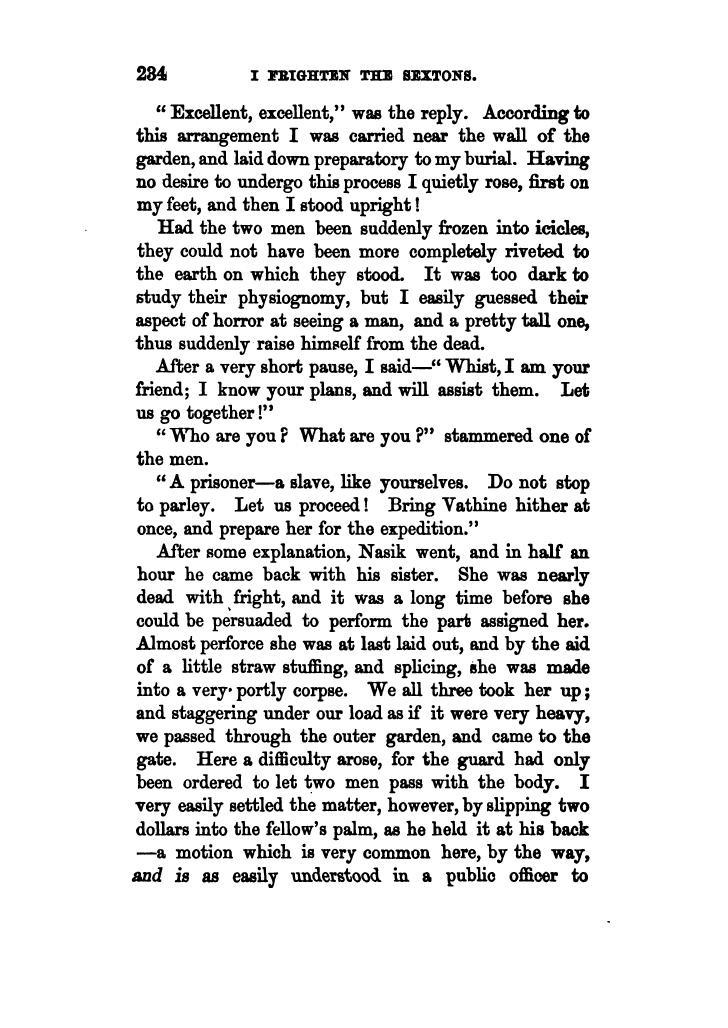 234 I FRIGHTEN THE SEXTONS.
“Excellent, excellent,” was the reply. According to
this arrangement I was carried near the wall of the
garden, and laid down preparatory to my burial. Having
no desire to undergo this process I quietly rose, first on
my feet, and then I stood upright!
Had the two men been suddenly frozen into icicles,
they could not have been more completely riveted to
the earth on which they stood. It was too dark to
study their physiognomy, but I easily guessed their
aspect of horror at seeing a man, and a pretty tall one,
thus suddenly raise himself from the dead.
After a very short pause, I said—“Whist, I am your
friend; I know your plans, and will assist them. Let
us go together!”
“Who are you? What are you?” stammered one of
the men.
“A prisoner—a slave, like yourselves. Do not stop
to parley. Let us proceed! Bring Vathine hither at
once, and prepare her for the expedition.”
After some explanation, Nasik went, and in half an
hour he came back with his sister. She was nearly
dead with fright, and it was a long time before she
could be persuaded to perform the part assigned her.
Almost perforce she was at last laid out, and by the aid
of a little straw stuffing, and splicing, she was made
into a very portly corpse. We all three took her up;
and staggering under our load as if it were very heavy,
we passed through the outer garden, and came to the
gate. Here a difficulty arose, for the guard had only
been ordered to let two men pass with the body. I
very easily settled the matter, however, by slipping two
dollars into the fellow’s palm, as he held it at his back
—a motion which is very common here, by the way,
and is as easily understood in a public officer to